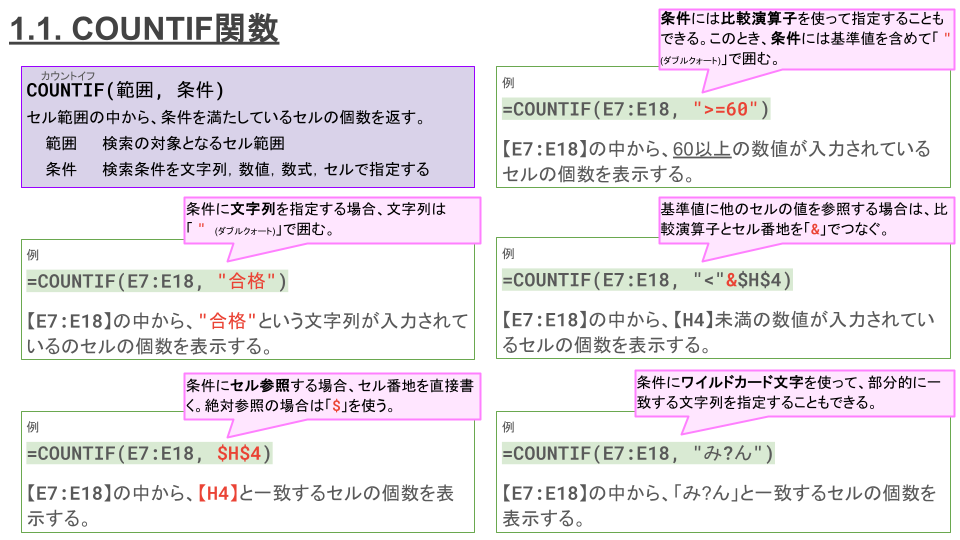 1.1. COUNTIF関数
カウントイフ
COUNTIF(範囲, 条件)
セル範囲の中から、条件を満たしているセルの個数を返す。
範囲 検索の対象となるセル範囲
条件 検索条件を文字列, 数値, 数式, セルで指定する
条件に文字列を指定する場合、文字列は
「 " (ダブルクォート)」で囲む。
例
=COUNTIF(E7:E18, "合格")
【E7:E18】の中から、"合格"という文字列が入力されて
いるのセルの個数を表示する。
条件にセル参照する場合、セル番地を直接書
く。絶対参照の場合は「$」を使う。
例
=COUNTIF(E7:E18, $H$4)
【E7:E18】の中から、【H4】と一致するセルの個数を表
示する。
条件には比較演算子を使って指定することも
できる。このとき、条件には基準値を含めて「 "
(ダブルクォート)」で囲む。
例
=COUNTIF(E7:E18, ">=60")
【E7:E18】の中から、60以上の数値が入力されている
セルの個数を表示する。
基準値に他のセルの値を参照する場合は、比
較演算子とセル番地を「&」でつなぐ。
例
=COUNTIF(E7:E18, "<"&$H$4)
【E7:E18】の中から、【H4】未満の数値が入力されてい
るセルの個数を表示する。
条件にワイルドカード文字を使って、部分的に一
致する文字列を指定することもできる。
例
=COUNTIF(E7:E18, "み?ん")
【E7:E18】の中から、「み?ん」と一致するセルの個数を
表示する。